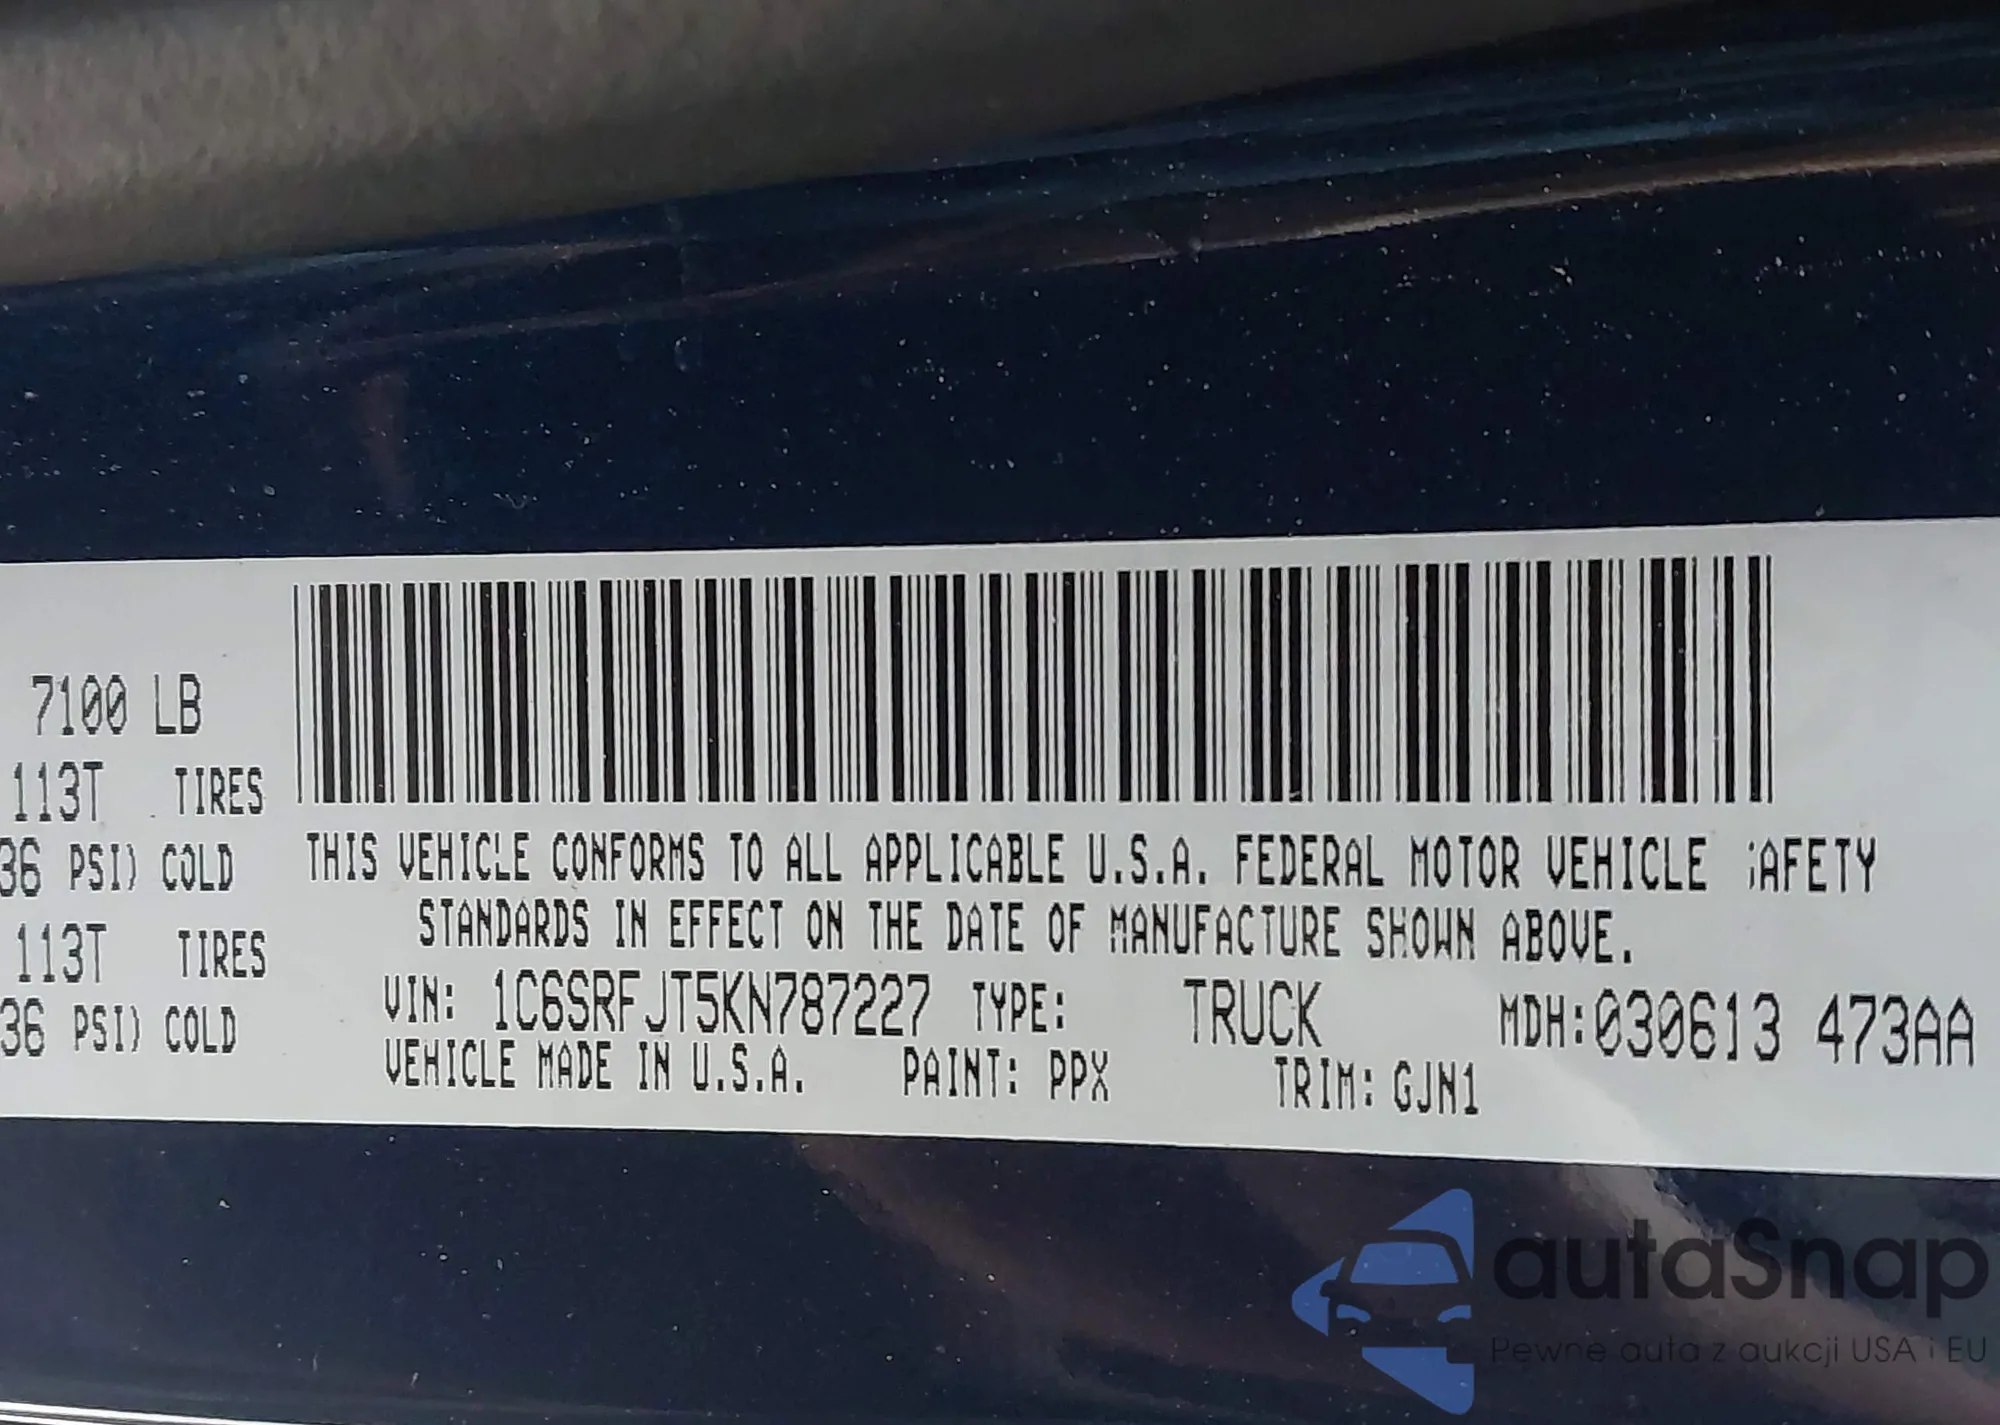 7100 LB
113T TIRES
36 PSI) COLD
113T TIRES
36 PSI) COLD
THIS VEHICLE CONFORMS TO ALL APPLICABLE U.S.A. FEDERAL MOTOR VEHICLE SAFETY
STANDARDS IN EFFECT ON THE DATE OF MANUFACTURE SHOWN ABOVE.
VIN: 1C6SRFJT5KN787227 TYPE: TRUCK MDH:030613 473AA
VEHICLE MADE IN U.S.A. PAINT: PPX TRIM: GJN1
autaSnap
Pewne auta z aukcji USA i EU